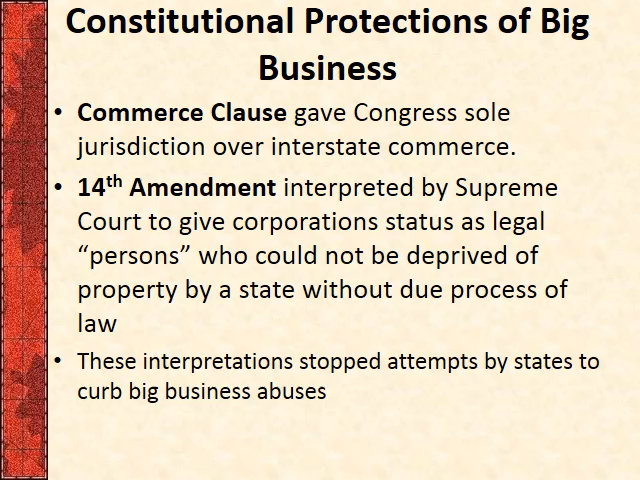 Constitutional Protections of Big
Business
• Commerce Clause gave Congress sole
jurisdiction over interstate commerce.
• 14th Amendment interpreted by Supreme
Court to give corporations status as legal
“persons” who could not be deprived of
property by a state without due process of
law
• These interpretations stopped attempts by states to
curb big business abuses